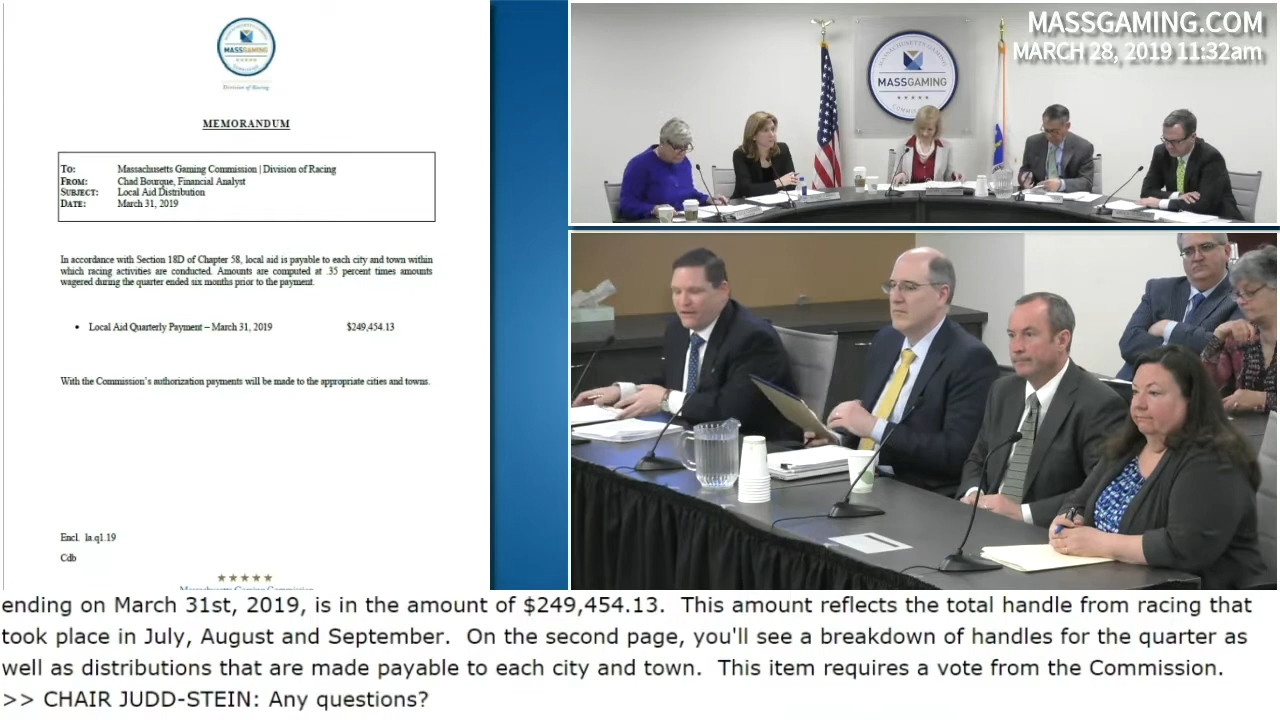 MASSGAMING
Division of Racing
MEMORANDUM
TO: Massachusetts Gaming Commission | Division of Racing
FROM: Chad Bourque, Financial Analyst
SUBJECT: Local Aid Distribution
DATE: March 31, 2019
In accordance with Section 18D of Chapter 58, local aid is payable to each city and town within
which racing activities are conducted. Amounts are computed at .35 percent times amounts
wagered during the quarter ended six months prior to the payment.
• Local Aid Quarterly Payment – March 31, 2019 $249,454.13
With the Commission's authorization payments will be made to the appropriate cities and towns.
Encl. la.q1.19
Cdb
★★★★★
Massachusetts Gaming Commission
MASSGAMING.COM
MARCH 28, 2019 11:32am
MASSACHUSETTS GAMING
MASSGAMING
ending on March 31st, 2019, is in the amount of $249,454.13. This amount reflects the total handle from racing that
took place in July, August and September. On the second page, you'll see a breakdown of handles for the quarter as
well as distributions that are made payable to each city and town. This item requires a vote from the Commission.
>> CHAIR JUDD-STEIN: Any questions?